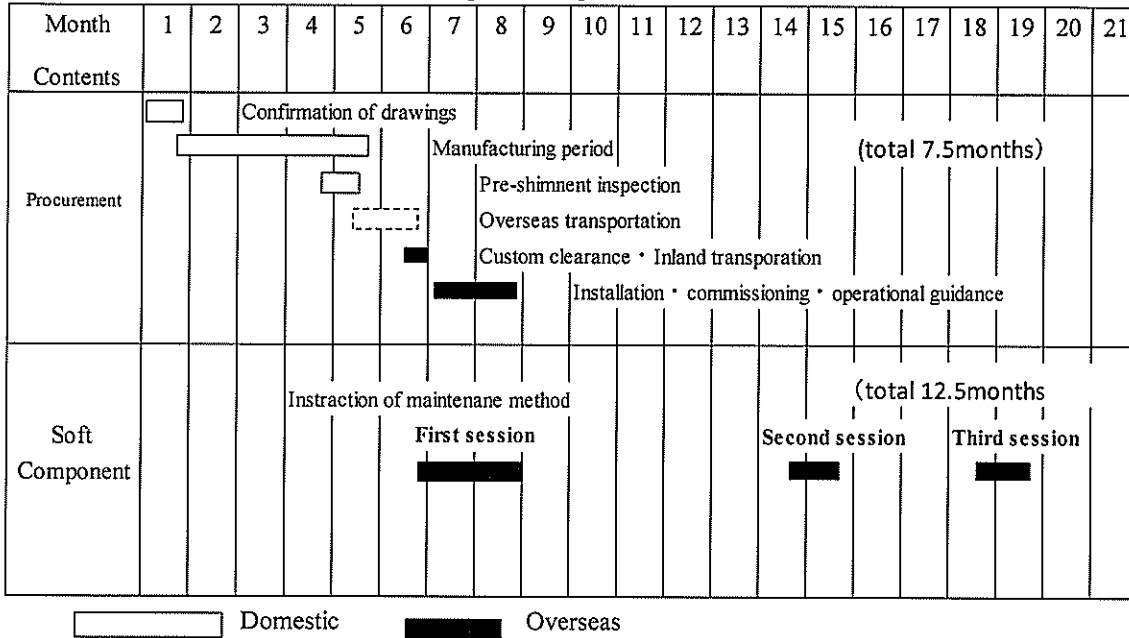 Month 1 2 3 4 5 6 7 8 9 10 11 12 13 14 15 16 17 18 19 20 21
Contents
Procurement
Confirmation of drawings
Manufacturing period
(total 7.5months)
Pre-shimnent inspection
Overseas transportation
Custom clearance・Inland transporation
Installation・commissioning・operational guidance
Soft
Component
Instraction of maintenane method
(total 12.5months
First session
Second session
Third session
Domestic
Overseas